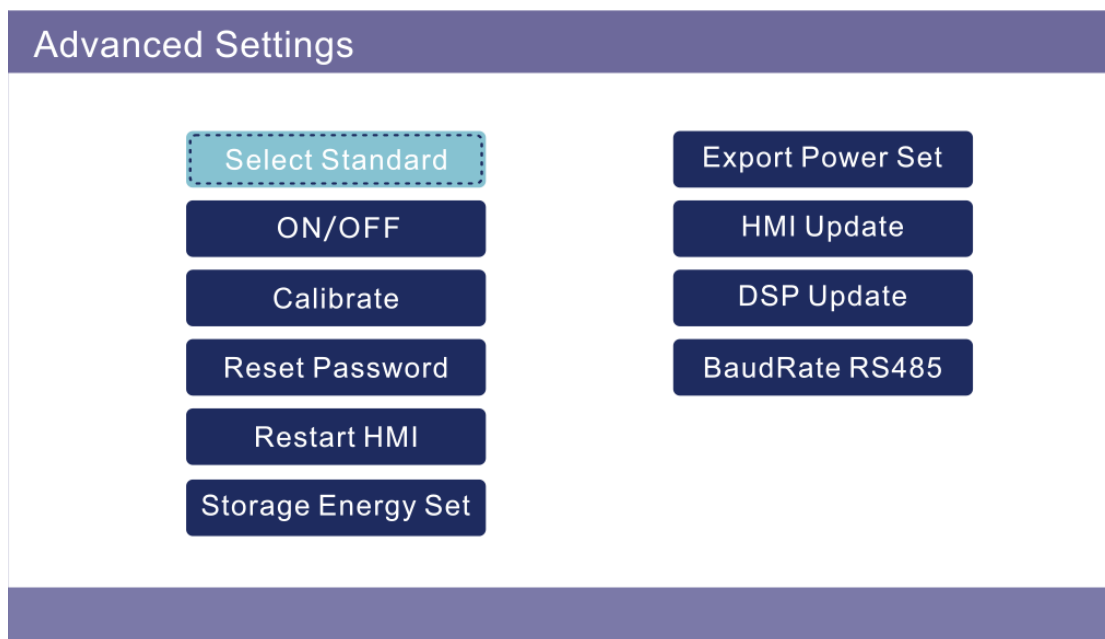 Advanced Settings
Select Standard
ON/OFF
Calibrate
Reset Password
Restart HMI
Storage Energy Set
Export Power Set
HMI Update
DSP Update
BaudRate RS485